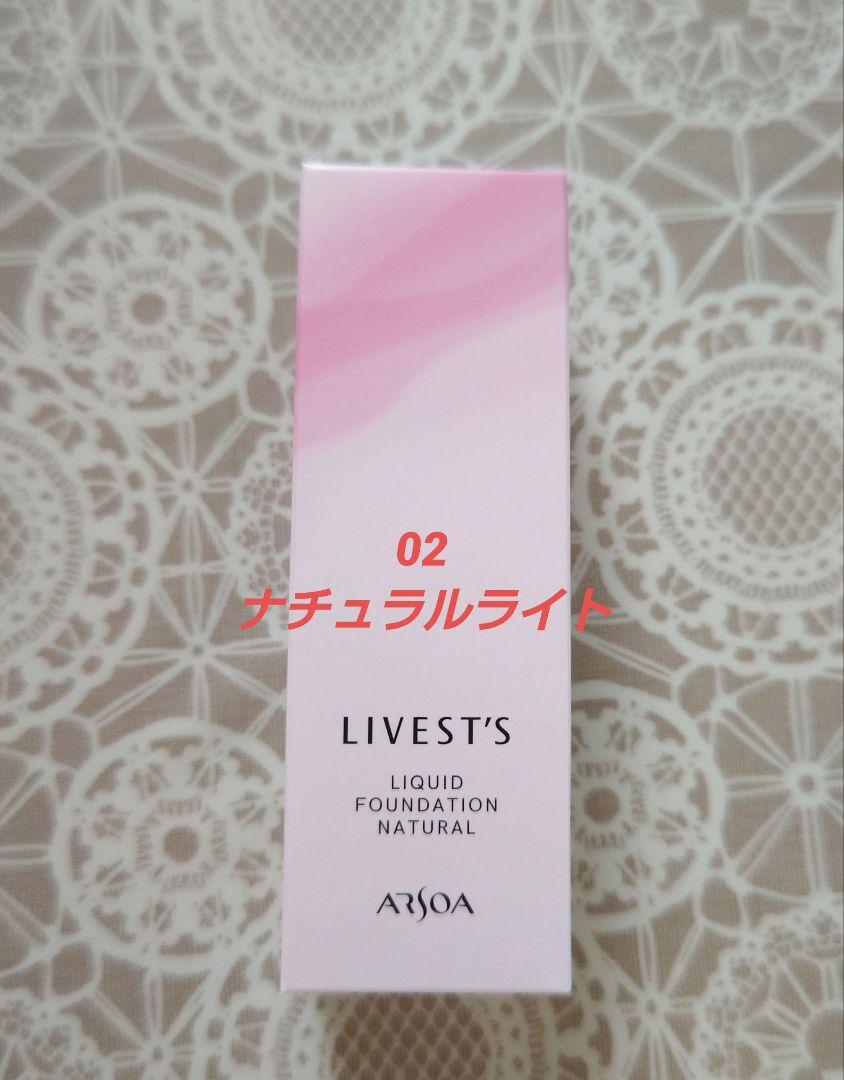 02
ナチュラルライト
LIVEST'S
LIQUID
FOUNDATION
NATURAL
ARSOA